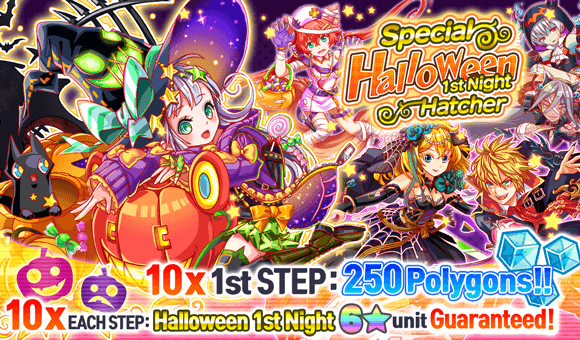 Special
Halloween
1st Night
Hatcher
10x 1st STEP: 250 Polygons!!
10x EACH STEP: Halloween 1st Night 6★ unit Guaranteed!